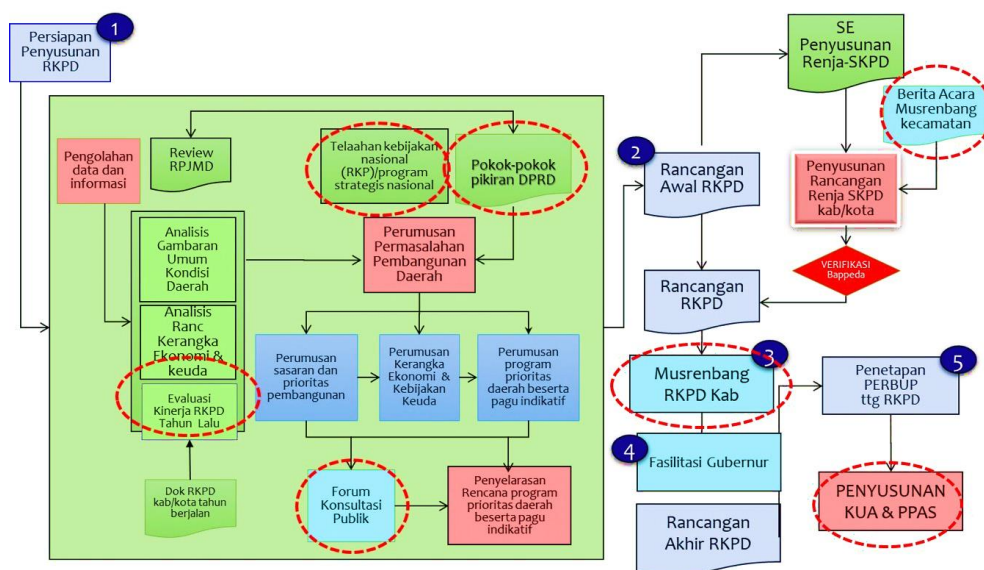 1
Persiapan
Penyusunan
RKPD
Pengolahan
data dan
informasi
Review
RPJMD
Telaahan kebijakan
nasional
(RKP)/program
strategis nasional
Pokok-pokok
pikiran DPRD
Analisis
Gambaran
Umum
Kondisi
Daerah
Analisis
Ranc
Kerangka
Ekonomi &
keuda
Evaluasi
Kinerja RKPD
Tahun Lalu
Dok RKPD
kab/kota tahun
berjalan
Perumusan
Permasalahan
Pembangunan
Daerah
Perumusan
sasaran dan
prioritas
pembangunan
Perumusan
Kerangka
Ekonomi &
Kebijakan
Keuda
Perumusan
program
prioritas
daerah beserta
pagu indikatif
Forum
Konsultasi
Publik
Penyelarasan
Rencana program
prioritas daerah
beserta pagu
indikatif
2
Rancangan
Awal RKPD
SE
Penyusunan
Renja-SKPD
Berita Acara
Musrenbang
kecamatan
Penyusunan
Rancangan
Renja SKPD
kab/kota
VERIFIKASI
Bappeda
Rancangan
RKPD
3
Musrenbang
RKPD Kab
4
Fasilitasi Gubernur
Rancangan
Akhir RKPD
5
Penetapan
PERBUP
ttg RKPD
PENYUSUNAN
KUA & PPAS